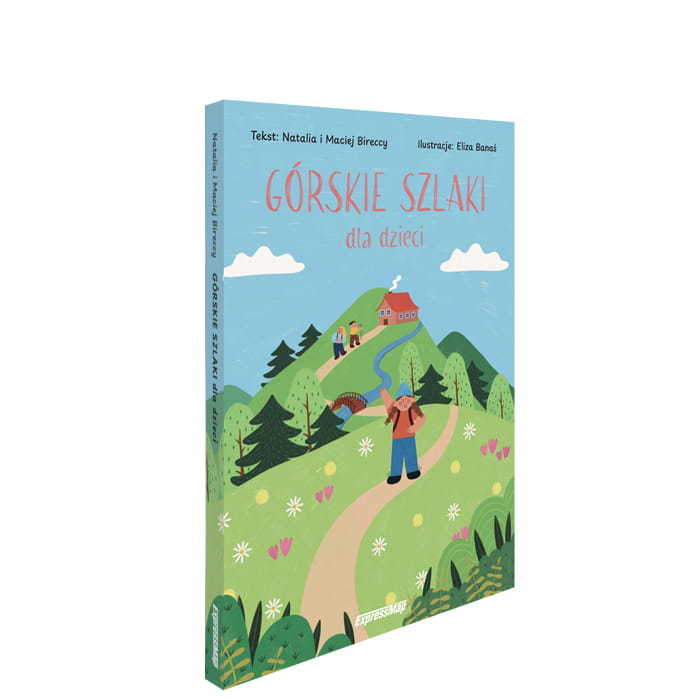 Tekst: Natalia i Maciej Bireccy
Ilustracje: Eliza Banaś
GÓRSKIE SZLAKI
dla dzieci
ExpressMap
Natalia i Maciej Bireccy GÓRSKIE SZLAKI dla dzieci ExpressMap